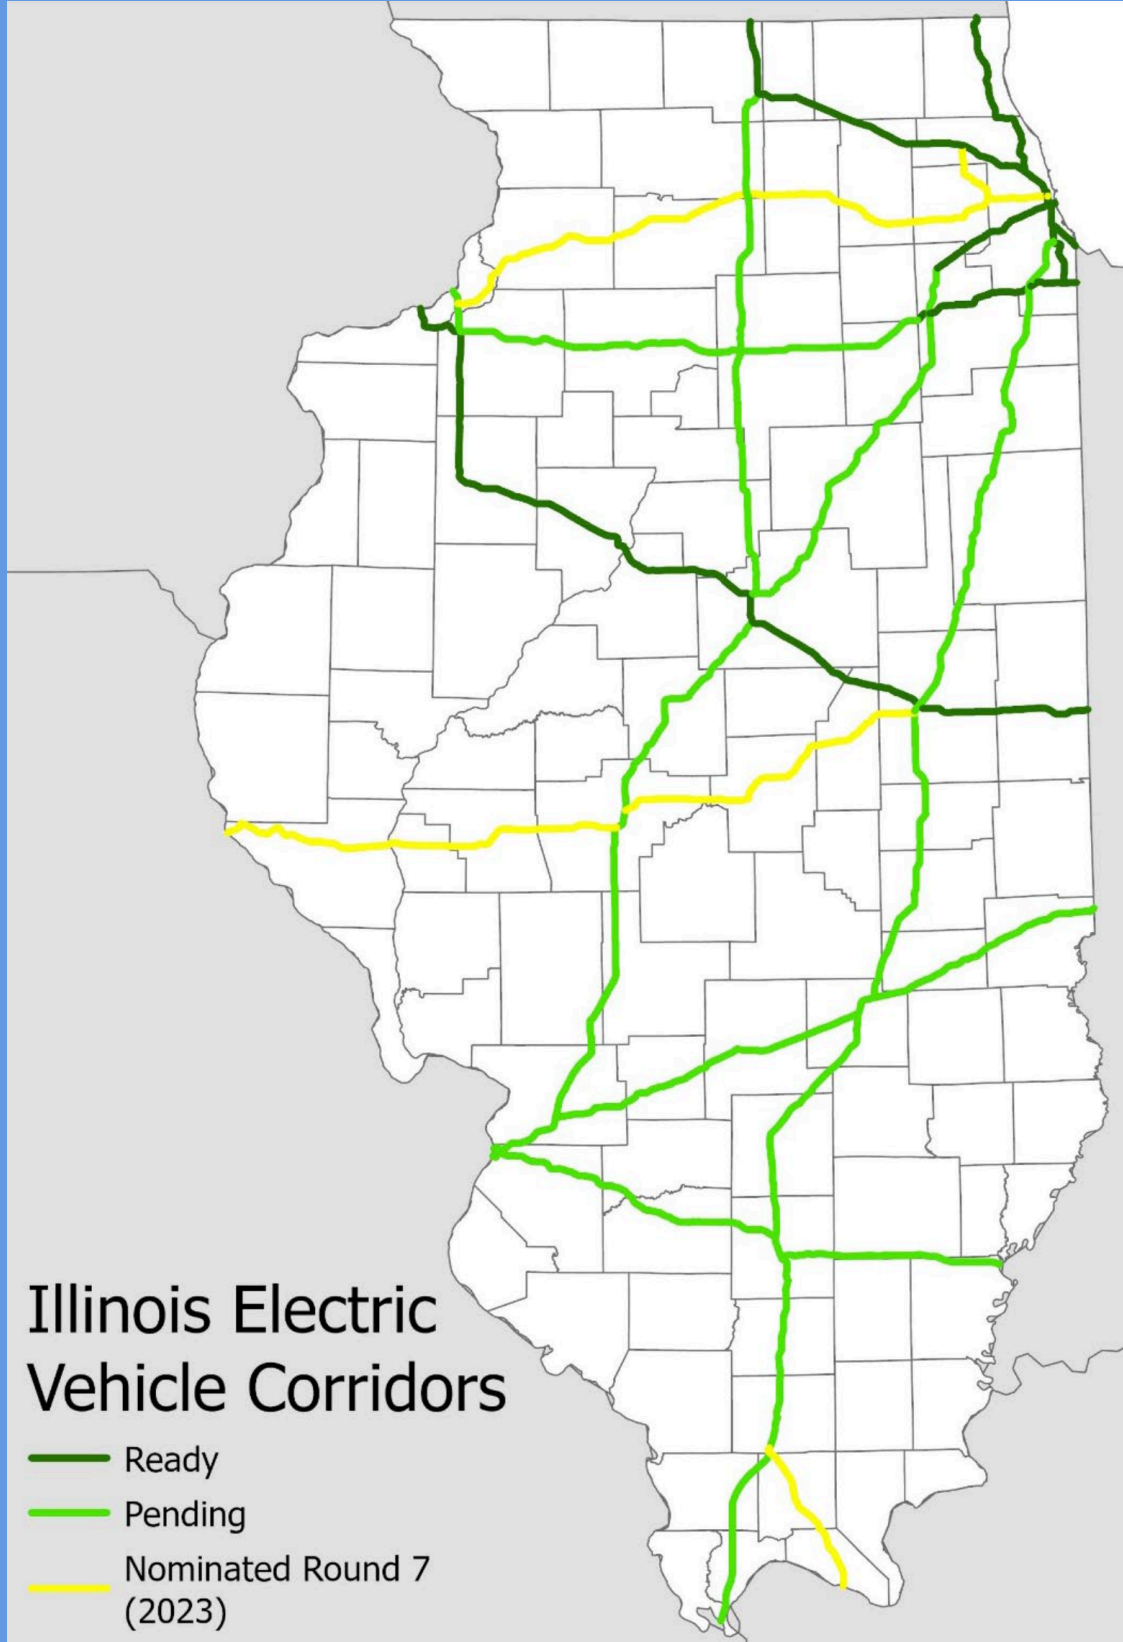 Illinois Electric
Vehicle Corridors
Ready
Pending
Nominated Round 7
(2023)